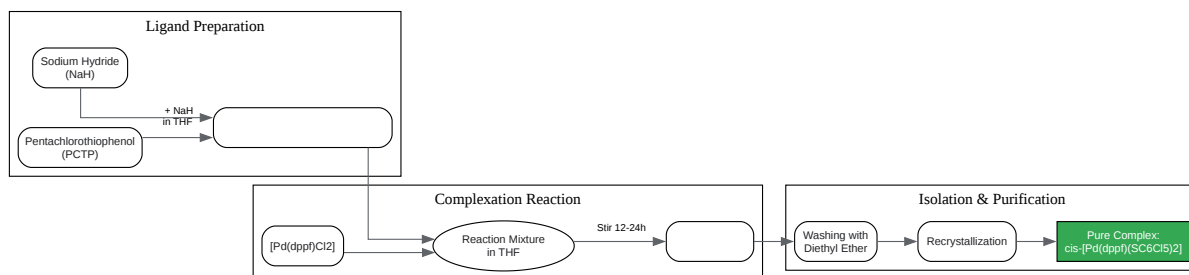 Ligand Preparation
Sodium Hydride
(NaH)
+ NaH
in THF
Pentachlorothiophenol
(PCTP)
Complexation Reaction
[Pd(dppf)Cl2]
Reaction Mixture
in THF
Stir 12-24h
Isolation & Purification
Washing with
Diethyl Ether
Recrystallization
Pure Complex:
cis-[Pd(dppf)(SC6Cl5)2]